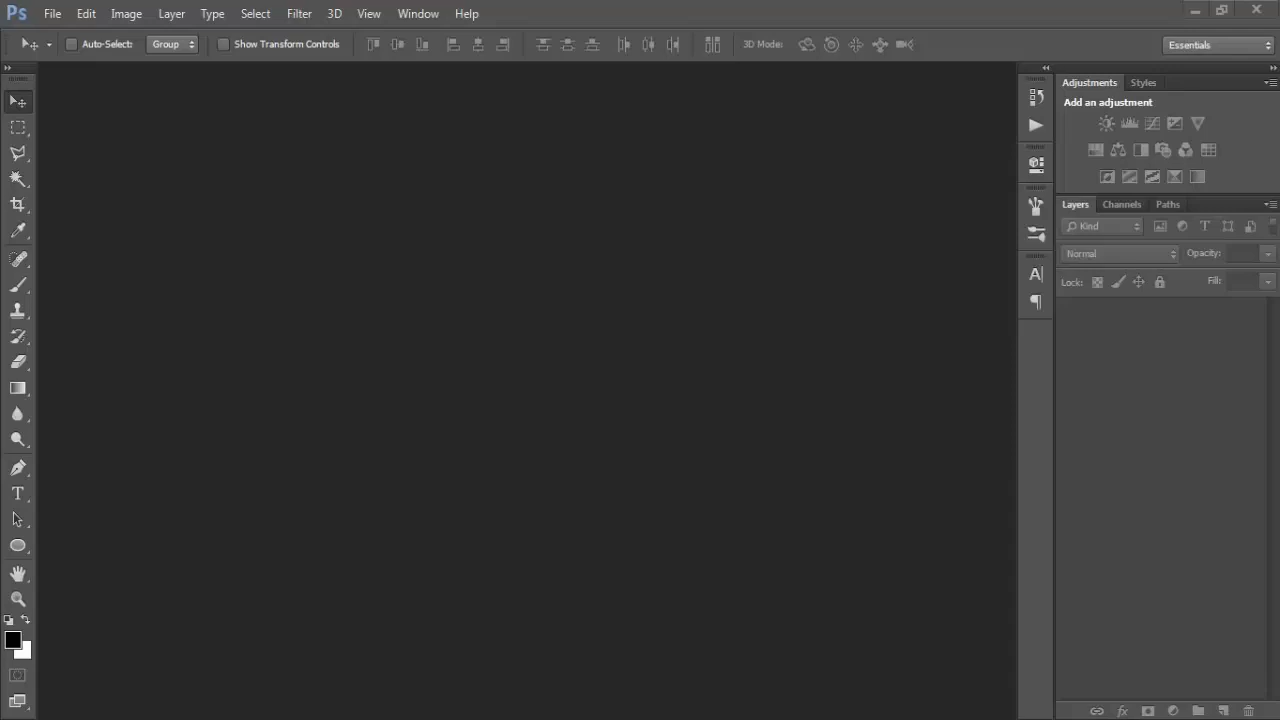 Ps File Edit Image Layer Type Select Filter 3D View Window Help
Auto-Select: Group Show Transform Controls 3D Mode: Essentials
Adjustments Styles
Add an adjustment
Layers Channels Paths
Kind
Normal Opacity:
Lock: Fill: